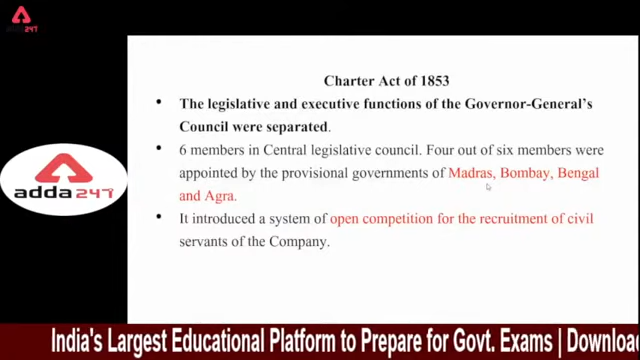 adda247
Charter Act of 1853
• The legislative and executive functions of the Governor-General's
Council were separated.
• 6 members in Central legislative council. Four out of six members were
appointed by the provisional governments of Madras, Bombay, Bengal
and Agra.
• It introduced a system of open competition for the recruitment of civil
servants of the Company.
adda247
India's Largest Educational Platform to Prepare for Govt. Exams | Downloa